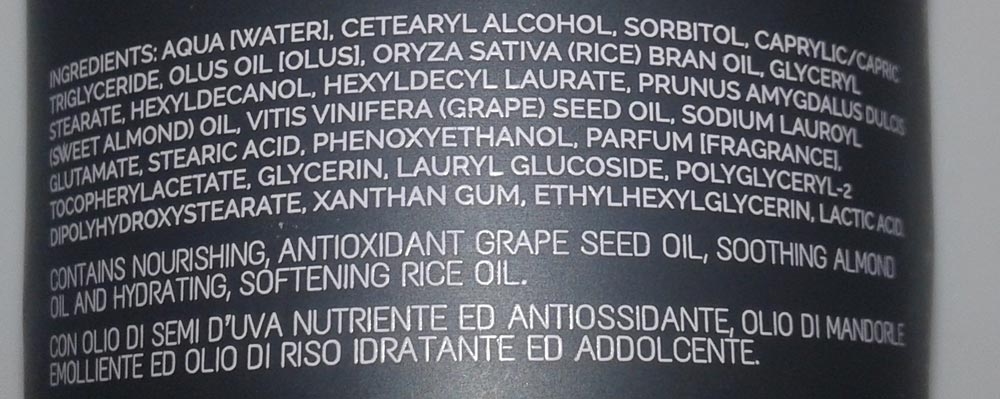 INGREDIENTS: AQUA [WATER], CETEARYL ALCOHOL, SORBITOL, CAPRYLIC/CAPRIC
TRIGLYCERIDE, OLUS OIL [OLUS], ORYZA SATIVA (RICE) BRAN OIL, GLYCERYL
STEARATE, HEXYLDECANOL, HEXYLDECYL LAURATE, PRUNUS AMYGDALUS DULCIS
(SWEET ALMOND) OIL, VITIS VINIFERA (GRAPE) SEED OIL, SODIUM LAUROYL
GLUTAMATE, STEARIC ACID, PHENOXYETHANOL, PARFUM [FRAGRANCE],
TOCOPHERYLACETATE, GLYCERIN, LAURYL GLUCOSIDE, POLYGLYCERYL-2
DIPOLYHYDROXYSTEARATE, XANTHAN GUM, ETHYLHEXYLGLYCERIN, LACTIC ACID.
CONTAINS NOURISHING, ANTIOXIDANT GRAPE SEED OIL, SOOTHING ALMOND
OIL AND HYDRATING, SOFTENING RICE OIL.
CON OLIO DI SEMI D'UVA NUTRIENTE ED ANTIOSSIDANTE, OLIO DI MANDORLE
EMOLLIENTE ED OLIO DI RISO IDRATANTE ED ADDOLCENTE.